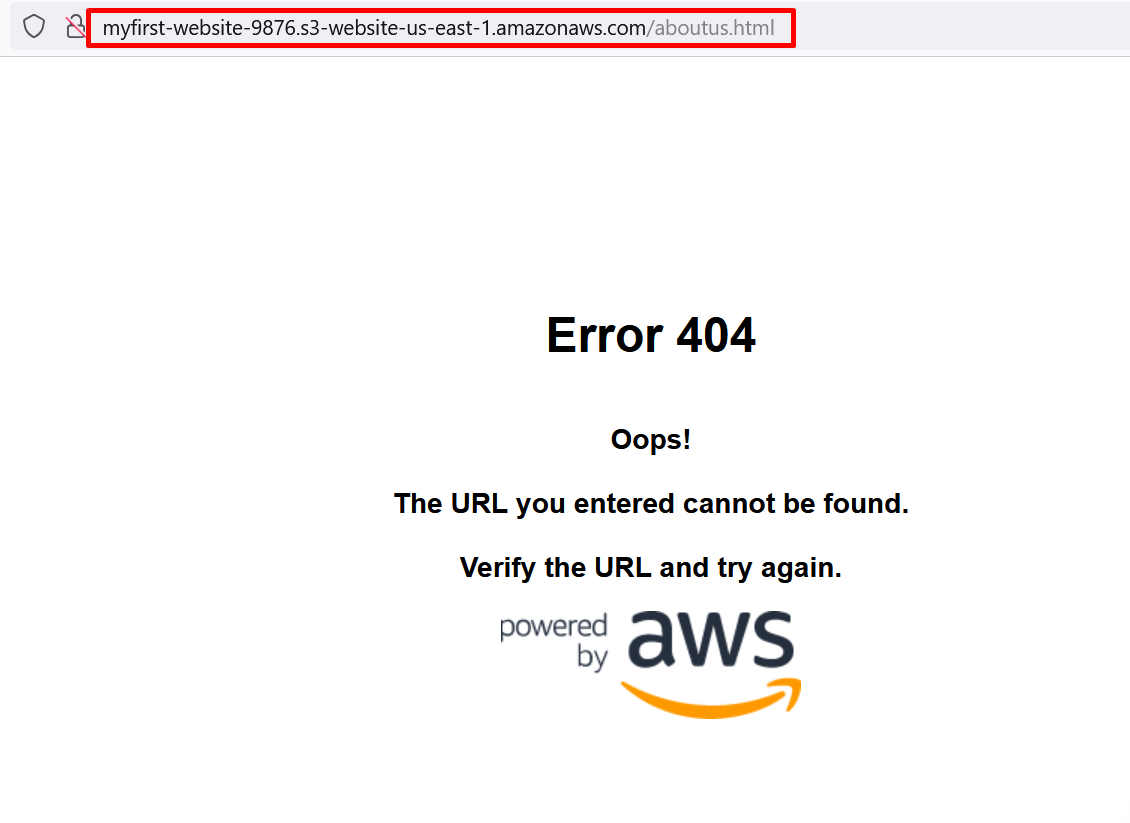 myfirst-website-9876.s3-website-us-east-1.amazonaws.com/aboutus.html
Error 404
Oops!
The URL you entered cannot be found.
Verify the URL and try again.
powered
by
aws